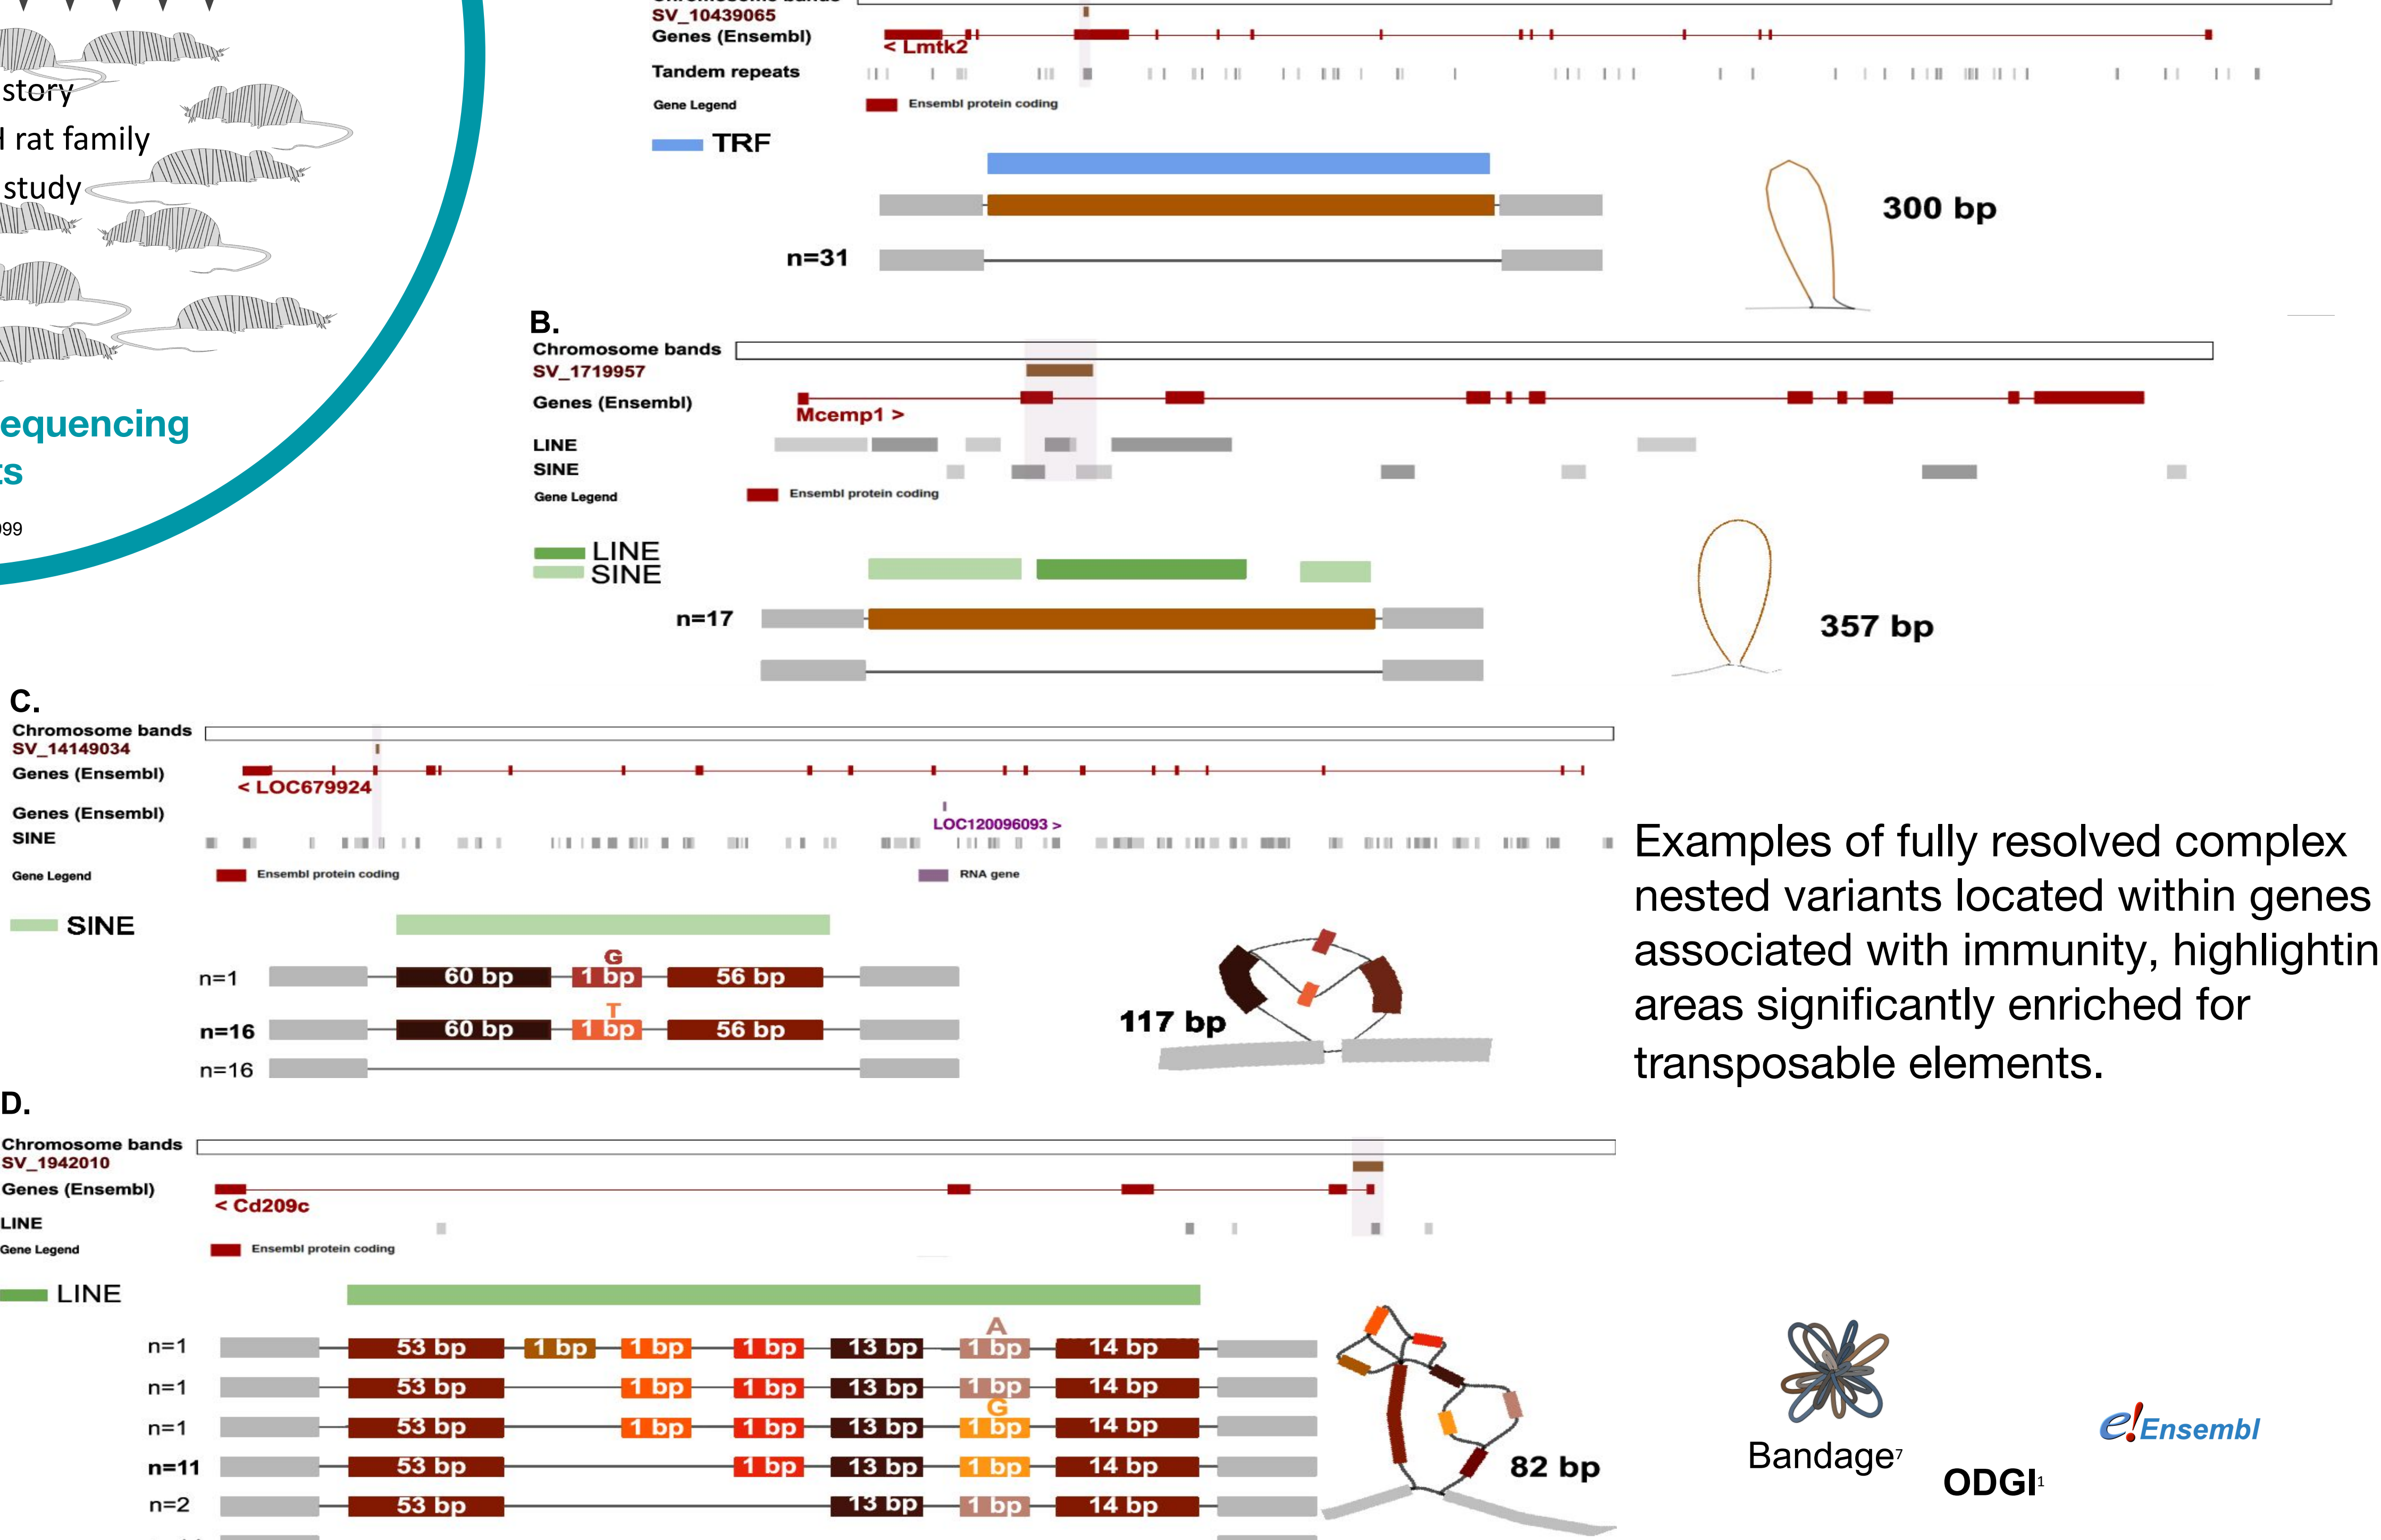 story
rat family
study
equencing
ts
999
SV_10439065
Genes (Ensembl)
< Lmtk2
Tandem repeats
Gene Legend
Ensembl protein coding
TRF
n=31
300 bp
B.
Chromosome bands
SV_1719957
Genes (Ensembl)
Mcemp1 >
LINE
SINE
Gene Legend
Ensembl protein coding
LINE
SINE
n=17
357 bp
C.
Chromosome bands
SV_14149034
Genes (Ensembl)
< LOC679924
Genes (Ensembl)
LOC120096093 >
SINE
Gene Legend
Ensembl protein coding
RNA gene
SINE
G
n=1 60 bp 1 bp 56 bp
T
n=16 60 bp 1 bp 56 bp
n=16
117 bp
Examples of fully resolved complex
nested variants located within genes
associated with immunity, highlightin
areas significantly enriched for
transposable elements.
D.
Chromosome bands
SV_1942010
Genes (Ensembl)
< Cd209c
LINE
Gene Legend
Ensembl protein coding
LINE
A
n=1 53 bp 1 bp 1 bp 1 bp 13 bp 1 bp 14 bp
n=1 53 bp 1 bp 1 bp 13 bp 1 bp 14 bp
G
n=1 53 bp 1 bp 1 bp 13 bp 1 bp 14 bp
n=11 53 bp 1 bp 13 bp 1 bp 14 bp
n=2 53 bp 13 bp 1 bp 14 bp
82 bp
Bandage7
ODGI1
e!Ensembl